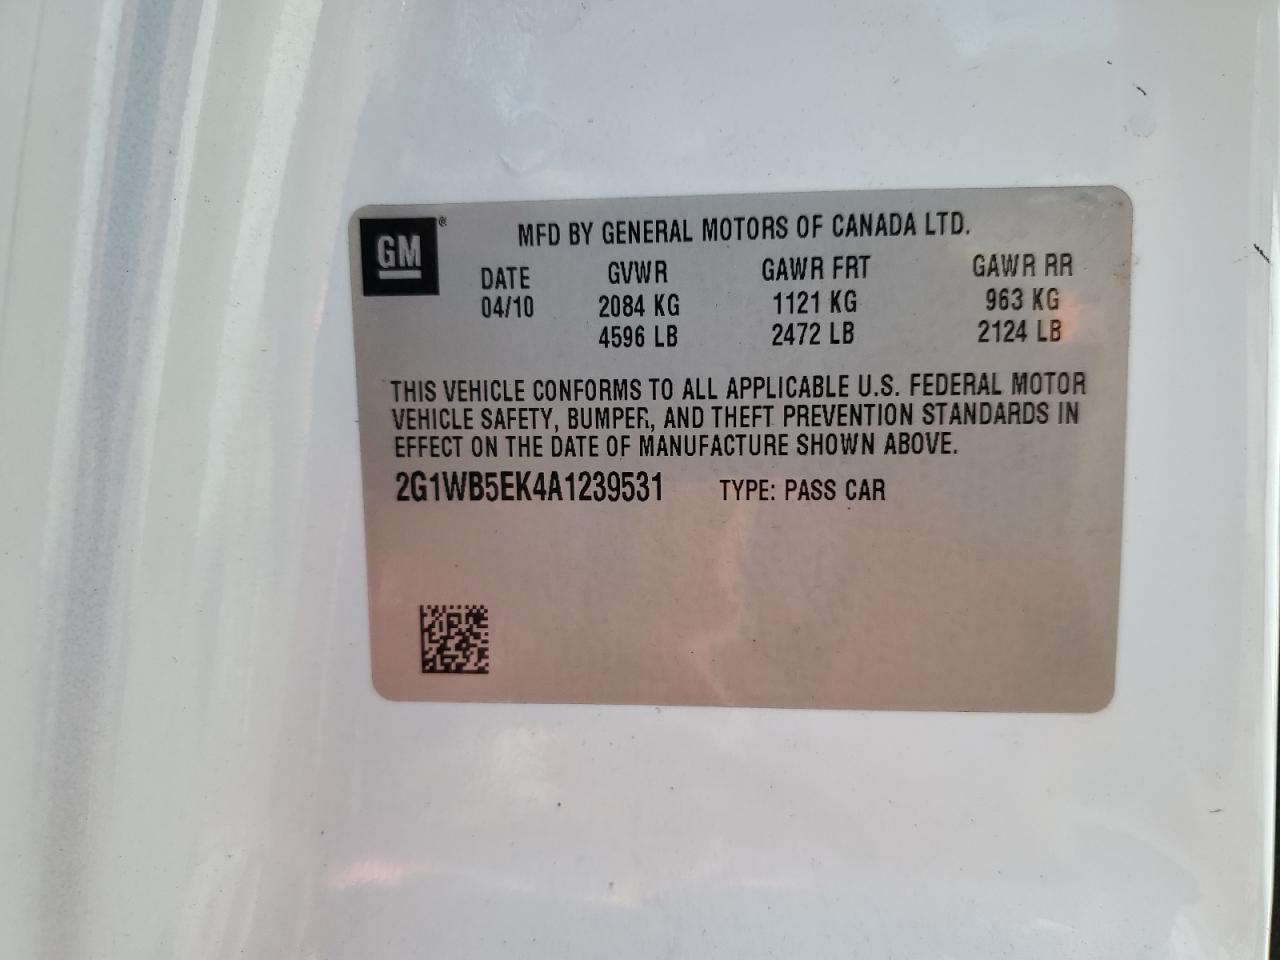 GM®
MFD BY GENERAL MOTORS OF CANADA LTD.
DATE GVWR GAWR FRT GAWR RR
04/10 2084 KG 1121 KG 963 KG
4596 LB 2472 LB 2124 LB
THIS VEHICLE CONFORMS TO ALL APPLICABLE U.S. FEDERAL MOTOR
VEHICLE SAFETY, BUMPER, AND THEFT PREVENTION STANDARDS IN
EFFECT ON THE DATE OF MANUFACTURE SHOWN ABOVE.
2G1WB5EK4A1239531 TYPE: PASS CAR